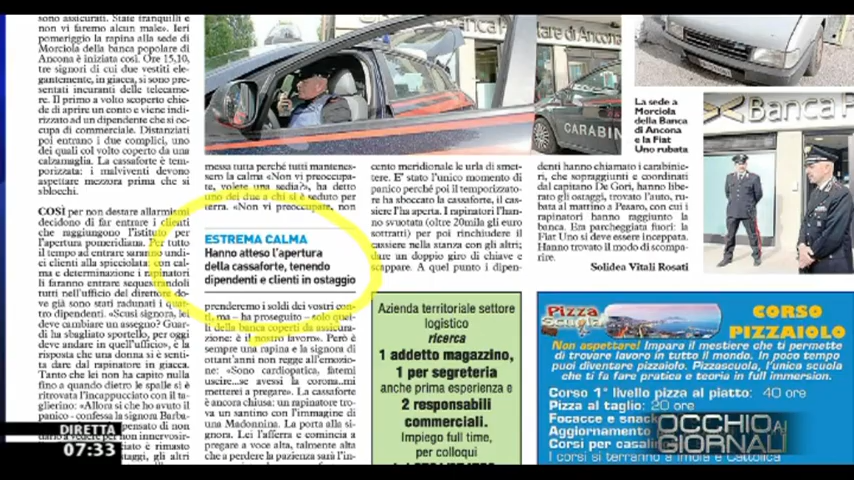 assicurazioni. State tranquilli e
non vi faremo alcun male». Ieri
pomeriggio la rapina alla sede di
Morciola della banca popolare di
Ancona è iniziata così. Ore 15,10,
tre signori di cui due vestiti ele-
gantemente, in giacca, si sono pre-
sentati incuranti delle telecame-
re. Il primo a volto scoperto chie-
de di aprire un conto e viene indi-
rizzato ad un dipendente che si oc-
cupa di commerciale. Distanziati
poi entrano i due complici, uno
dei quali col volto coperto da una
calzamaglia. La cassaforte è tem-
porizzata: i malviventi devono
aspettare mezzora prima che si
sblocchi.
COSÌ per non destare allarmismi
decidono di far entrare i clienti
che raggiungono l'istituto per
l'apertura pomeridiana. Per tutto
il tempo ad entrare saranno undi-
ci clienti alla spicciolata con cal-
ma e determinazione i rapinatori
li faranno entrare sequestrandoli
tutti nell'ufficio del direttore do-
ve già sono stati radunati i quat-
tro dipendenti. «Scusi signora, lei
deve cambiare un assegno? Guar-
di ha sbagliato sportello, per oggi
deve andare in quell'ufficio», è la
risposta che una donna si è senti-
ta dare dal rapinatore in giacca.
Tanto che lei non ha capito nulla
fino a quando dietro le spalle si è
ritrovata l'incappuccito con il ta-
glierino: «Allora sì che ho avuto il
panico - confessa la signora Barba-
pensato di non
per non innervosir-
è rimasto
staggi, gli altri
messa tutta perché tutti mantenes-
sero la calma «Non vi preoccupa-
te, volete una sedia?», ha detto
uno dei due a chi si è seduto per
terra. «Non vi preoccupate, non
ESTREMA CALMA
Hanno atteso l'apertura
della cassaforte, tenendo
dipendenti e clienti in ostaggio
prenderemo i soldi dei vostri con-
ti, ma – ha proseguito – solo quel-
li della banca coperti da assicura-
zione: è il nostro lavoro». Però è
sempre una rapina e la signora di
ottant'anni non regge all'emozio-
ne: «Sono cardiopatica, fatemi
uscire...se avessi la corona..mi
metterei a pregare». La cassaforte
è ancora chiusa: un rapinatore tro-
va un santino con l'immagine di
una Madonnina. La porta alla si-
gnora. Lei l'afferra e comincia a
pregare a voce alta, talmente alta
che a perdere la pazienza sarà l'in-
cento meridionale le urla di smet-
tere. E' stato l'unico momento di
panico perché poi il temporizzato-
re ha sboccato la cassaforte, il cas-
siere l'ha aperta. I rapinatori l'han-
no svuotata (oltre 20mila gli euro
sottratti) per poi rinchiudere il
cassiere nella stanza con gli altri;
dare un doppio giro di chiave e
scappare. A quel punto i dipen-
denti hanno chiamato i carabinie-
ri, che sopraggiunti e coordinati
dal capitano De Gori, hanno libe-
rato gli ostaggi, trovato l'auto, ru-
bata al mattino a Pesaro, con cui i
rapinatori hanno raggiunto la
banca. Era parcheggiata fuori: la
Fiat Uno si deve essere inceppata.
Hanno trovato il modo di scompa-
rire.
Solidea Vitali Rosati
di Ancona
CARABIN
La sede a
Morciola
della Banca
di Ancona
e la Fiat
Uno rubata
Banca P
Azienda territoriale settore
logistico
ricerca
1 addetto magazzino,
1 per segreteria
anche prima esperienza e
2 responsabili
commerciali.
Impiego full time,
per colloqui
Pizza
Scuola
CORSO
PIZZAIOLO
Non aspettare! Impara il mestiere che ti permette
di trovare lavoro in tutto il mondo. In poco tempo
puoi diventare pizzaiolo. Pizzascuola, l'unica scuola
che ti fa fare pratica e teoria in full immersion.
Corso 1° livello pizza al piatto: 40 ore
Pizza al taglio: 20 ore
Focacce e snack
Aggiornamento
Corsi per casalin
I corsi si terranno a Imola e Cattolica
OCCHIO AI
GIORNALI
DIRETTA
07:33